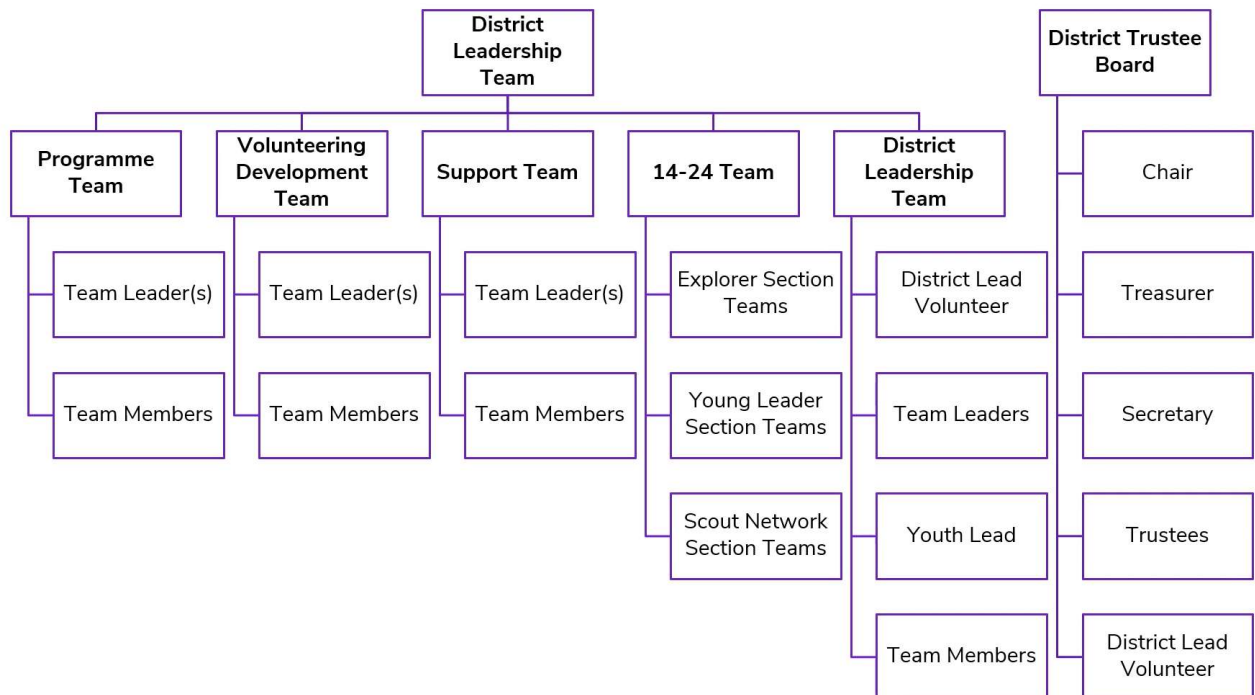 District
Leadership
Team
District Trustee
Board
Programme
Team
Volunteering
Development
Team
Support Team
14-24 Team
District
Leadership
Team
Chair
Team Leader(s)
Team Leader(s)
Team Leader(s)
Explorer Section
Teams
District Lead
Volunteer
Treasurer
Team Members
Team Members
Team Members
Young Leader
Section Teams
Team Leaders
Secretary
Scout Network
Section Teams
Youth Lead
Trustees
Team Members
District Lead
Volunteer